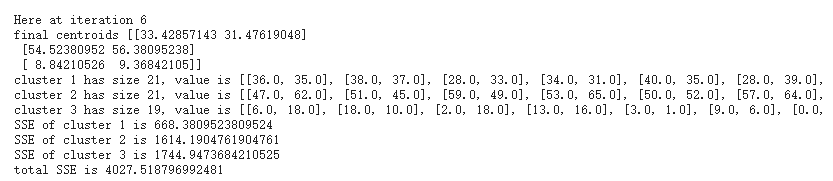 Here at iteration 6
final centroids [[33.42857143 31.47619048]
[54.52380952 56.38095238]
[ 8.84210526  9.36842105]]
cluster 1 has size 21, value is [[36.0, 35.0], [38.0, 37.0], [28.0, 33.0], [34.0, 31.0], [40.0, 35.0], [28.0, 39.0],
cluster 2 has size 21, value is [[47.0, 62.0], [51.0, 45.0], [59.0, 49.0], [53.0, 65.0], [50.0, 52.0], [57.0, 64.0],
cluster 3 has size 19, value is [[6.0, 18.0], [18.0, 10.0], [2.0, 18.0], [13.0, 16.0], [3.0, 1.0], [9.0, 6.0], [0.0,
SSE of cluster 1 is 668.3809523809524
SSE of cluster 2 is 1614.1904761904761
SSE of cluster 3 is 1744.9473684210525
total SSE is 4027.518796992481